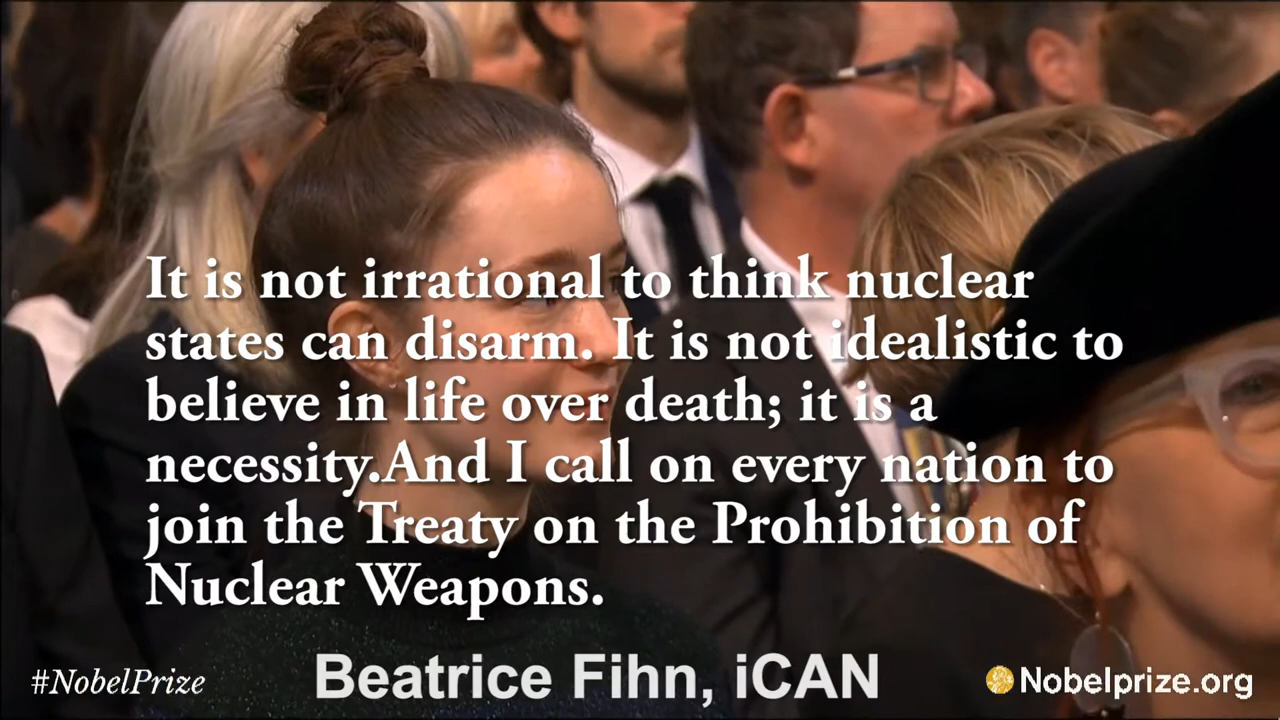 It is not irrational to think nuclear
states can disarm. It is not idealistic to
believe in life over death; it is a
necessity.And I call on every nation to
join the Treaty on the Prohibition of
Nuclear Weapons.
#NobelPrize
Beatrice Fihn, iCAN
Nobelprize.org